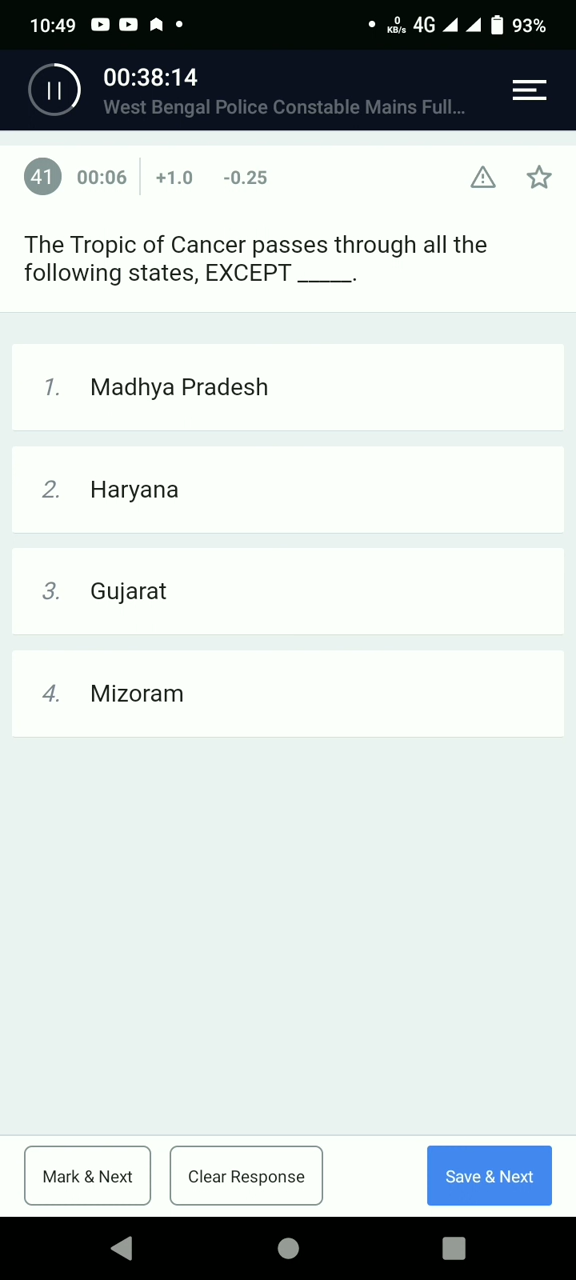 10:49
0 KB/s 4G 93%
00:38:14
West Bengal Police Constable Mains Full...
41 00:06 +1.0 -0.25
The Tropic of Cancer passes through all the
following states, EXCEPT _____.
1. Madhya Pradesh
2. Haryana
3. Gujarat
4. Mizoram
Mark & Next Clear Response Save & Next